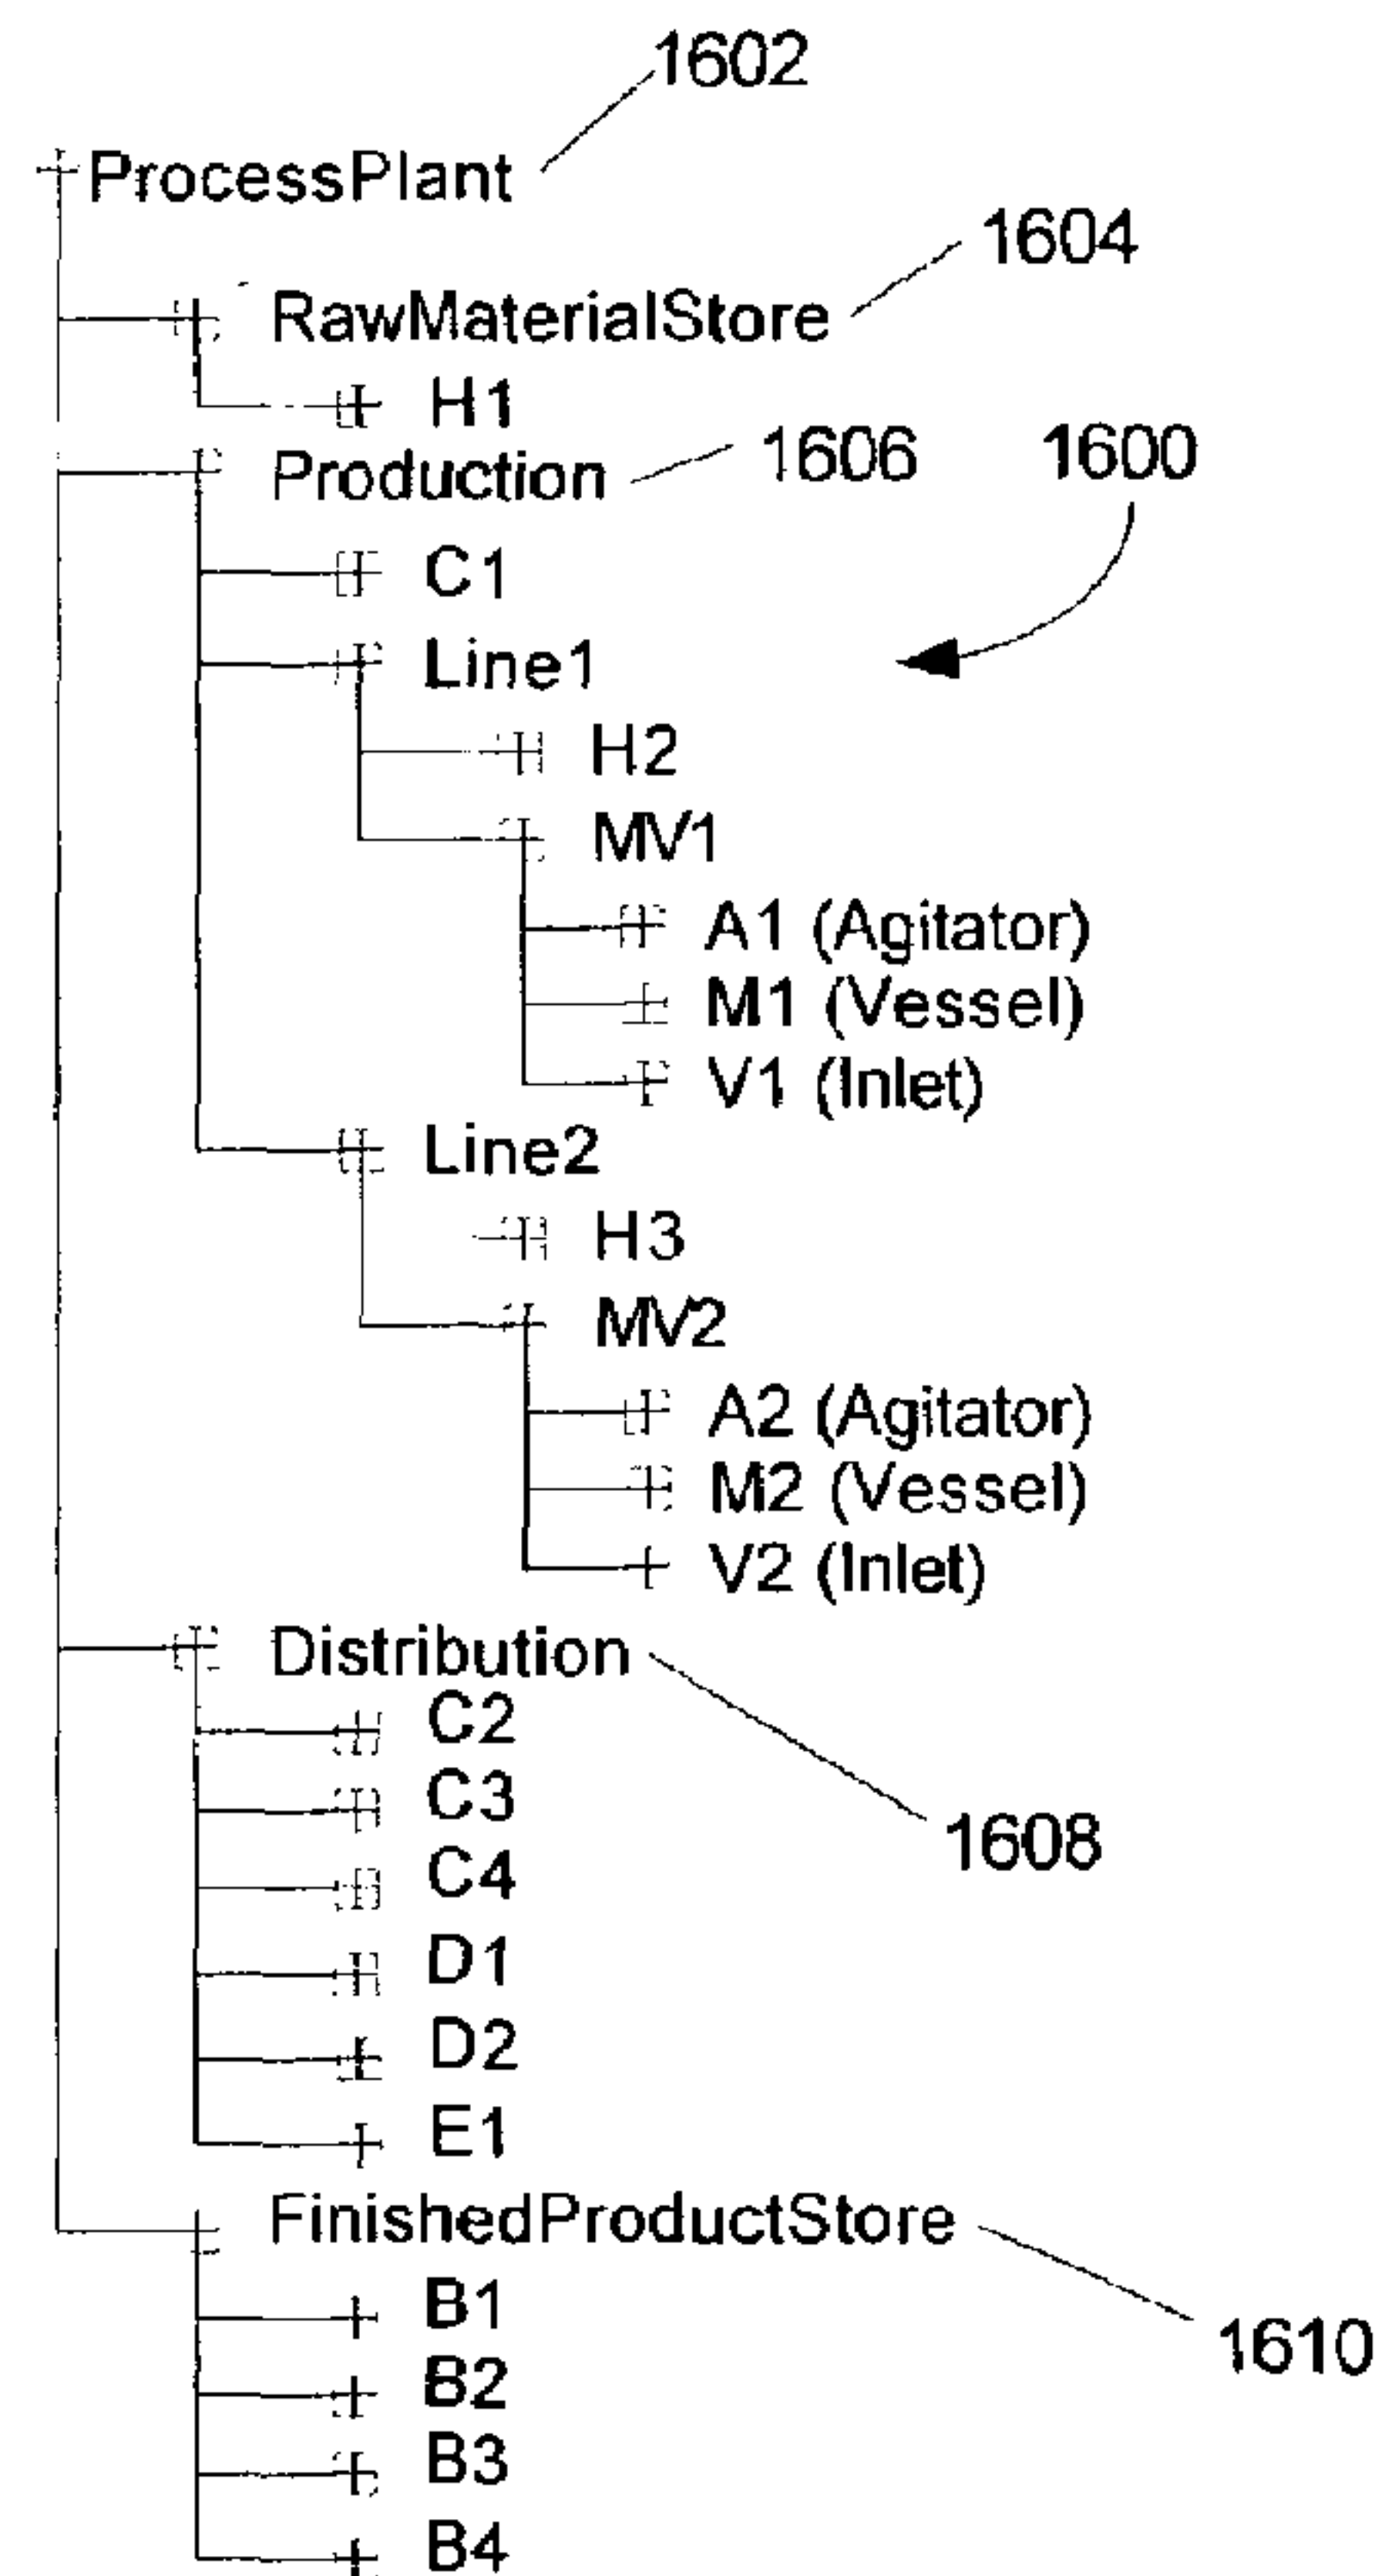 1602
ProcessPlant
1604
RawMaterialStore
H1
Production 1606 1600
C1
Line1
H2
MV1
A1 (Agitator)
M1 (Vessel)
V1 (Inlet)
Line2
H3
MV2
A2 (Agitator)
M2 (Vessel)
V2 (Inlet)
Distribution
C2
C3
1608
C4
D1
D2
E1
FinishedProductStore
B1
1610
B2
B3
B4